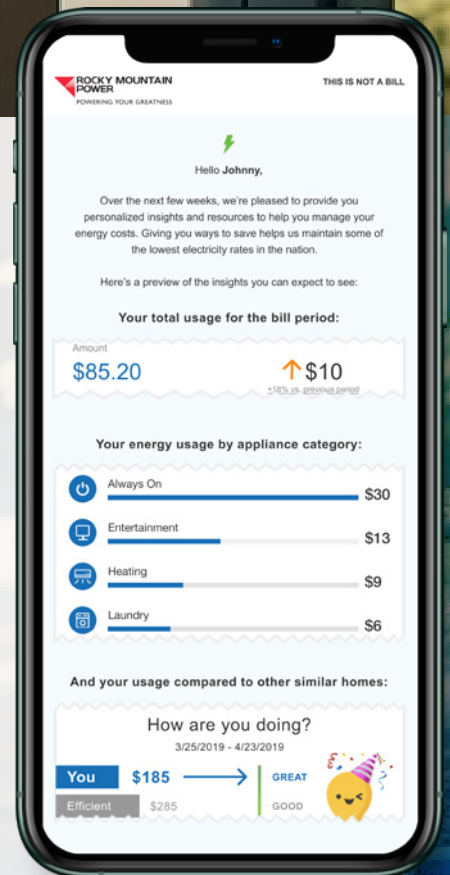 ROCKY MOUNTAIN
POWER
POWERING YOUR GREATNESS
THIS IS NOT A BILL
Hello Johnny,
Over the next few weeks, we're pleased to provide you
personalized insights and resources to help you manage your
energy costs. Giving you ways to save helps us maintain some of
the lowest electricity rates in the nation.
Here's a preview of the insights you can expect to see:
Your total usage for the bill period:
Amount
$85.20
$10
+18% vs. previous period
Your energy usage by appliance category:
Always On
$30
Entertainment
$13
Heating
$9
Laundry
$6
And your usage compared to other similar homes:
How are you doing?
3/25/2019 - 4/23/2019
You $185 GREAT
Efficient $285 GOOD